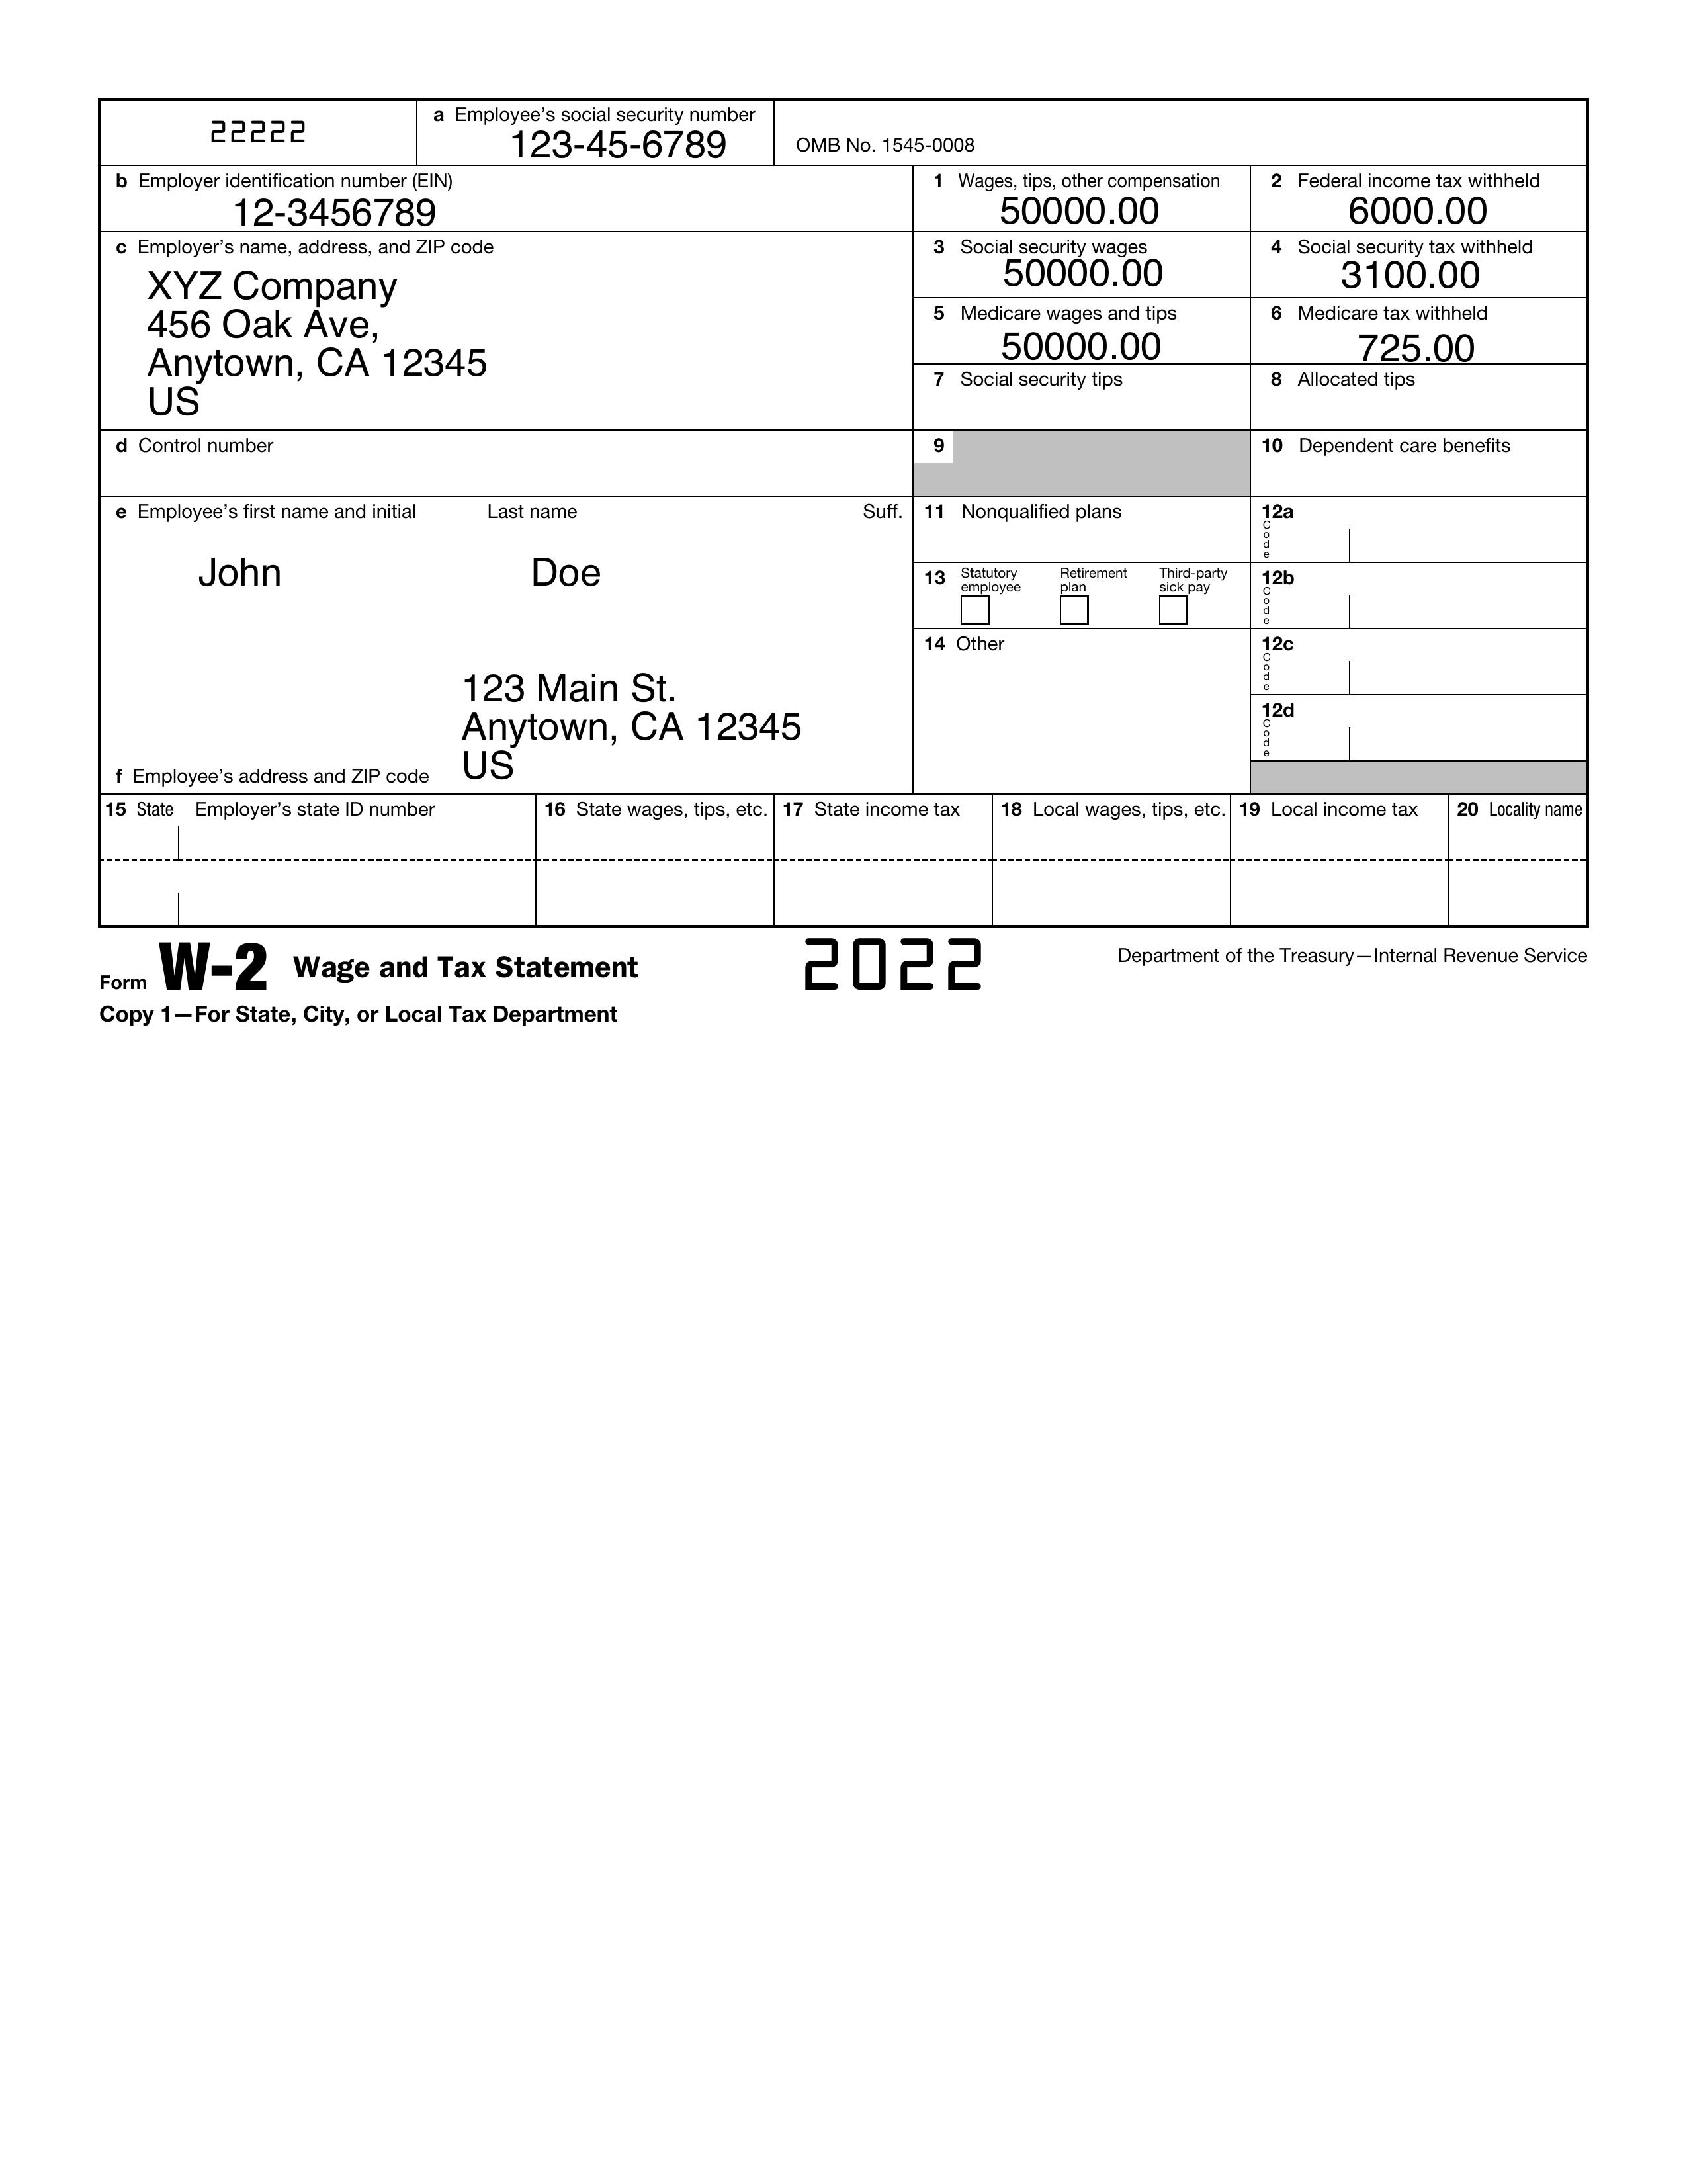 22222
a Employee's social security number
123-45-6789
OMB No. 1545-0008
b Employer identification number (EIN)
12-3456789
1 Wages, tips, other compensation
50000.00
2 Federal income tax withheld
6000.00
c Employer's name, address, and ZIP code
XYZ Company
456 Oak Ave,
Anytown, CA 12345
US
3 Social security wages
50000.00
4 Social security tax withheld
3100.00
5 Medicare wages and tips
50000.00
6 Medicare tax withheld
725.00
7 Social security tips
8 Allocated tips
d Control number
9
10 Dependent care benefits
e Employee's first name and initial Last name Suff.
John Doe
11 Nonqualified plans
12a
Code
13 Statutory employee Retirement plan Third-party sick pay
12b
Code
14 Other
12c
Code
12d
Code
123 Main St.
Anytown, CA 12345
US
f Employee's address and ZIP code
15 State Employer's state ID number
16 State wages, tips, etc.
17 State income tax
18 Local wages, tips, etc.
19 Local income tax
20 Locality name
Form W-2 Wage and Tax Statement
2022
Department of the Treasury—Internal Revenue Service
Copy 1—For State, City, or Local Tax Department